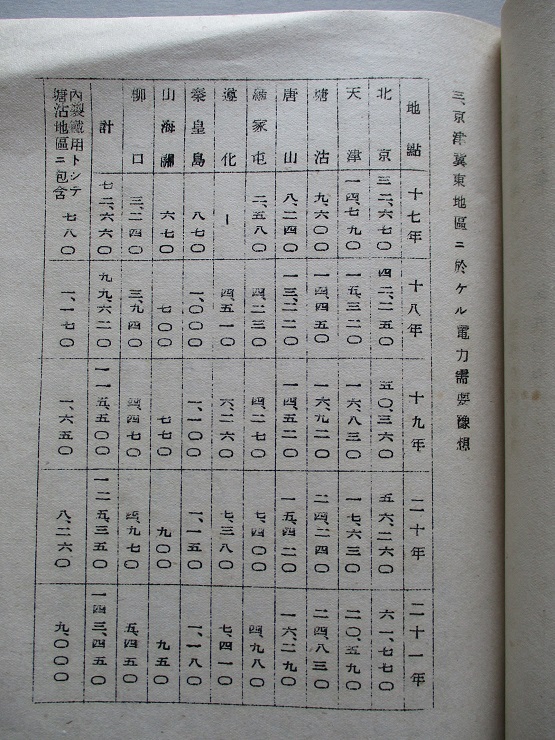 三、京津冀東地區ニ於ケル電力需要豫想
地點 十七年 十八年 十九年 二十年 二十一年
北京 三二、六七〇 四二、二五〇 五〇、三六〇 五六、二六〇 六一、七七〇
天津 一四、七九〇 一五、三二〇 一六、八三〇 一七、六三〇 二〇、五九〇
塘沽 九、六〇〇 一四、四五〇 一六、九二〇 二四、二四〇 二四、八三〇
唐山 八、二四〇 一三、二二〇 一四、五二〇 一五、四二〇 一六、二九〇
家屯 二、五八〇 四、二三〇 四、二七〇 七、四〇〇 四、九八〇
遵化 ー 四、五一〇 六、二六〇 七、三八〇 七、四一〇
秦皇島 八七〇 一、〇〇〇 一、一〇〇 一、一五〇 一、一八〇
山海關 六七〇 七〇〇 七七〇 九〇〇 九五〇
柳口 三、二四〇 三、九四〇 四、四七〇 四、九七〇 五、四五〇
計 七二、六六〇 九九、六二〇 一一五、五〇〇 一二五、三五〇 一四三、四五〇
內製鐵用トシテ
塘沽地區ニ包含 七八〇 一、一七〇 一、六五〇 八、二六〇 九、〇〇〇